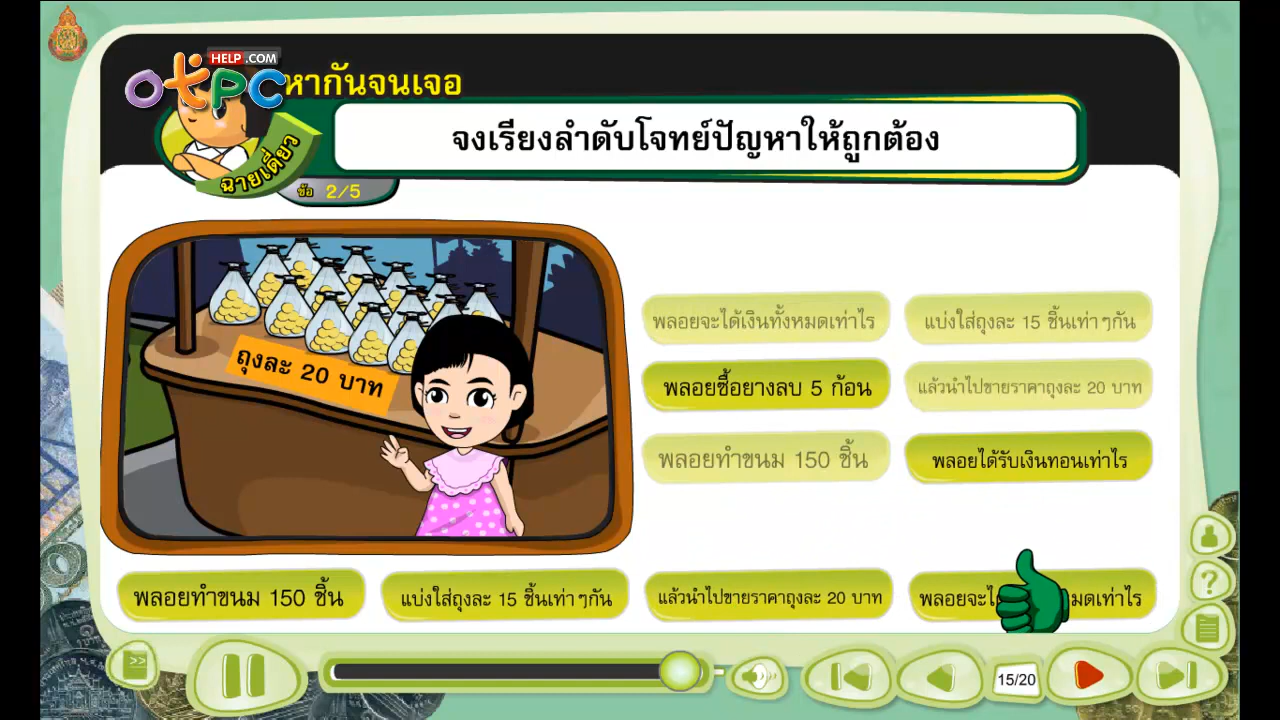 HELP.COM
otpc
หากันจนเจอ
จงเรียงลำดับโจทย์ปัญหาให้ถูกต้อง
ฉายเดี่ยว
ข้อ 2/5
ถุงละ 20 บาท
พลอยจะได้เงินทั้งหมดเท่าไร
แบ่งใส่ถุงละ 15 ชิ้นเท่าๆกัน
พลอยซื้อยางลบ 5 ก้อน
แล้วนำไปขายราคาถุงละ 20 บาท
พลอยทำขนม 150 ชิ้น
พลอยได้รับเงินทอนเท่าไร
พลอยทำขนม 150 ชิ้น
แบ่งใส่ถุงละ 15 ชิ้นเท่าๆกัน
แล้วนำไปขายราคาถุงละ 20 บาท
พลอยจะได้ มดเท่าไร
15/20